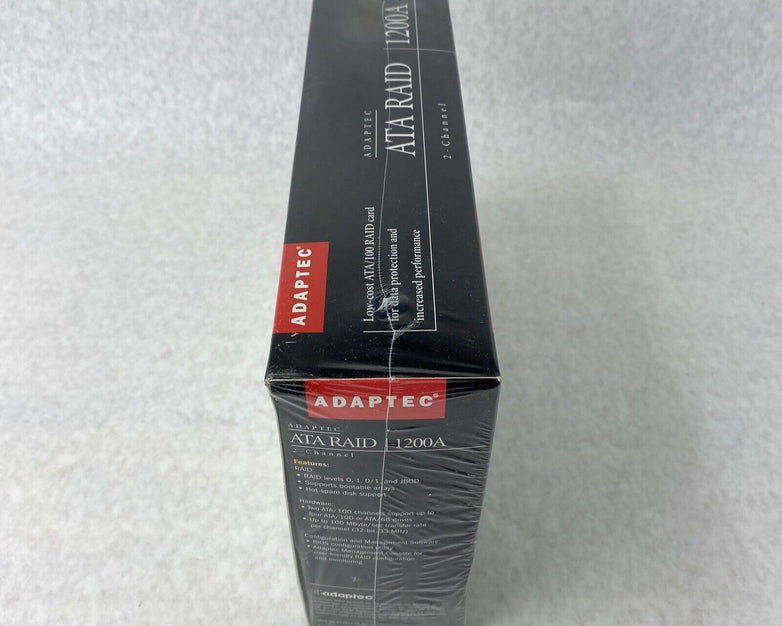 ADAPTEC
ATA RAID 1200A
2-Channel
Low-cost ATA/100 RAID card
for data protection and
increased performance
ADAPTEC®
ADAPTEC®
ADAPTEC
ATA RAID 1200A
2-Channel
Features:
RAID:
• RAID levels 0, 1, 0/1, and JBOD
• Supports bootable arrays
• Hot spare disk support
Hardware:
• Two ATA/100 channels support up to
four ATA/100 or ATA/66 drives
• Up to 100 MByte/sec transfer rate
per channel (32-bit, 33 MHz)
Configuration and Management Software:
• BIOS configuration utility
• Adaptec Management Console for
user-friendly RAID configuration
and monitoring
adaptec